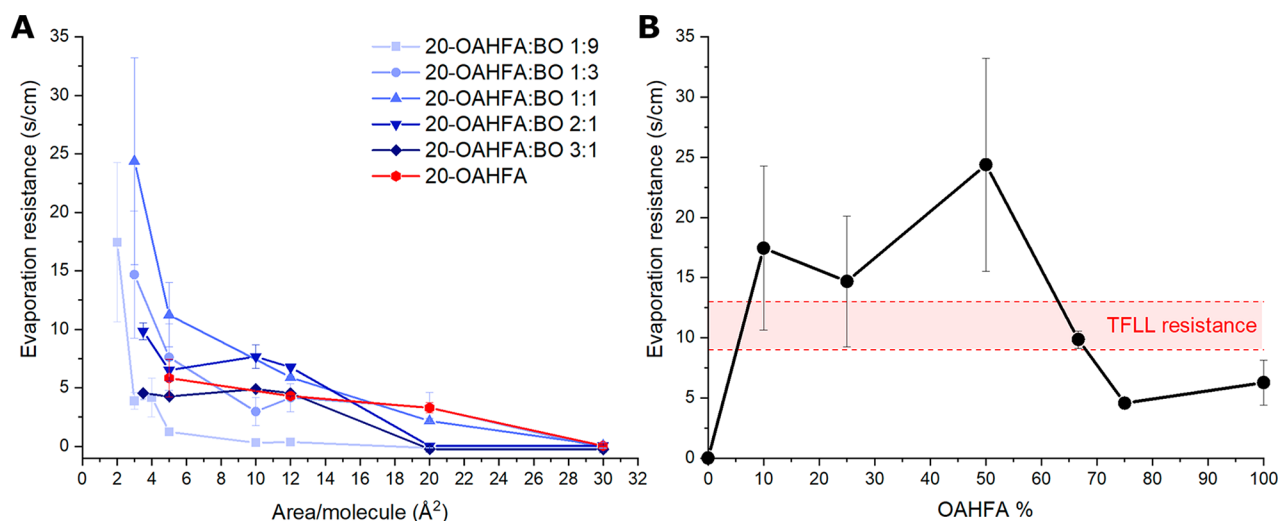 A
Evaporation resistance (s/cm)
35
30
25
20
15
10
5
0
0 2 4 6 8 10 12 14 16 18 20 22 24 26 28 30 32
Area/molecule (Å²)
20-OAHFA:BO 1:9
20-OAHFA:BO 1:3
20-OAHFA:BO 1:1
20-OAHFA:BO 2:1
20-OAHFA:BO 3:1
20-OAHFA
B
Evaporation resistance (s/cm)
35
30
25
20
15
10
5
0
0 10 20 30 40 50 60 70 80 90 100
OAHFA %
TFLL resistance